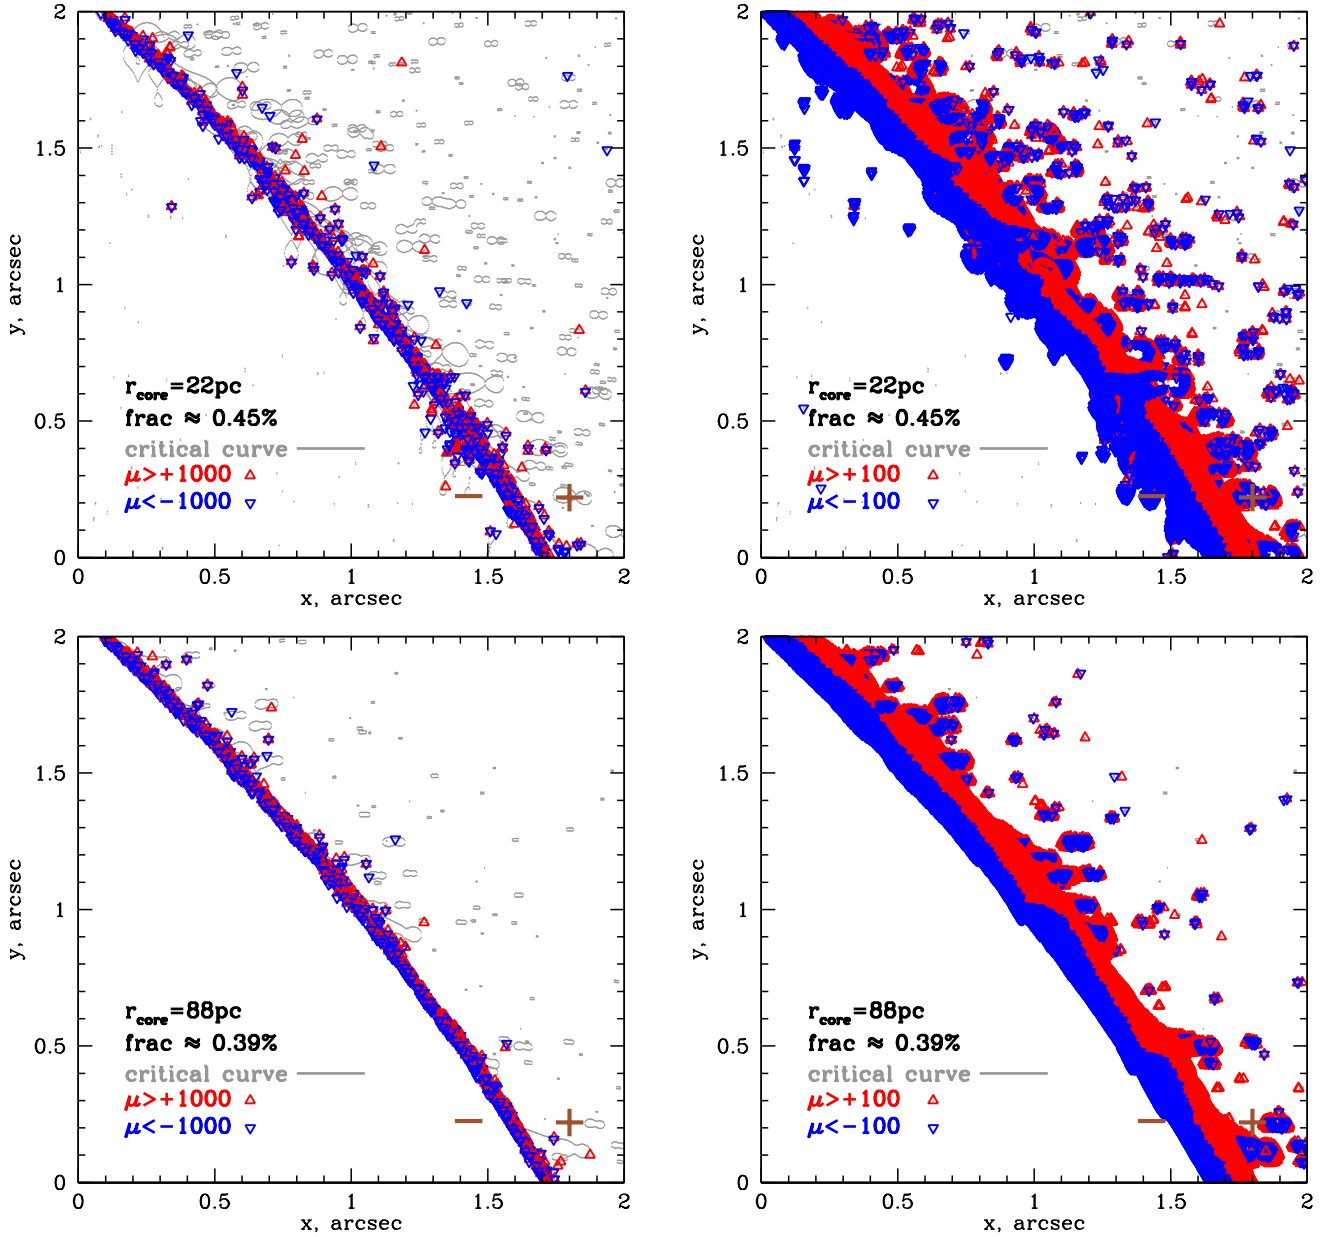 2
1.5
1
0.5
0
y, arcsec
r_core=22pc
frac ≈ 0.45%
critical curve
μ>+1000
μ<-1000
0 0.5 1 1.5 2
x, arcsec
2
1.5
1
0.5
0
y, arcsec
r_core=22pc
frac ≈ 0.45%
critical curve
μ>+100
μ<-100
0 0.5 1 1.5 2
x, arcsec
2
1.5
1
0.5
0
y, arcsec
r_core=88pc
frac ≈ 0.39%
critical curve
μ>+1000
μ<-1000
0 0.5 1 1.5 2
x, arcsec
2
1.5
1
0.5
0
y, arcsec
r_core=88pc
frac ≈ 0.39%
critical curve
μ>+100
μ<-100
0 0.5 1 1.5 2
x, arcsec